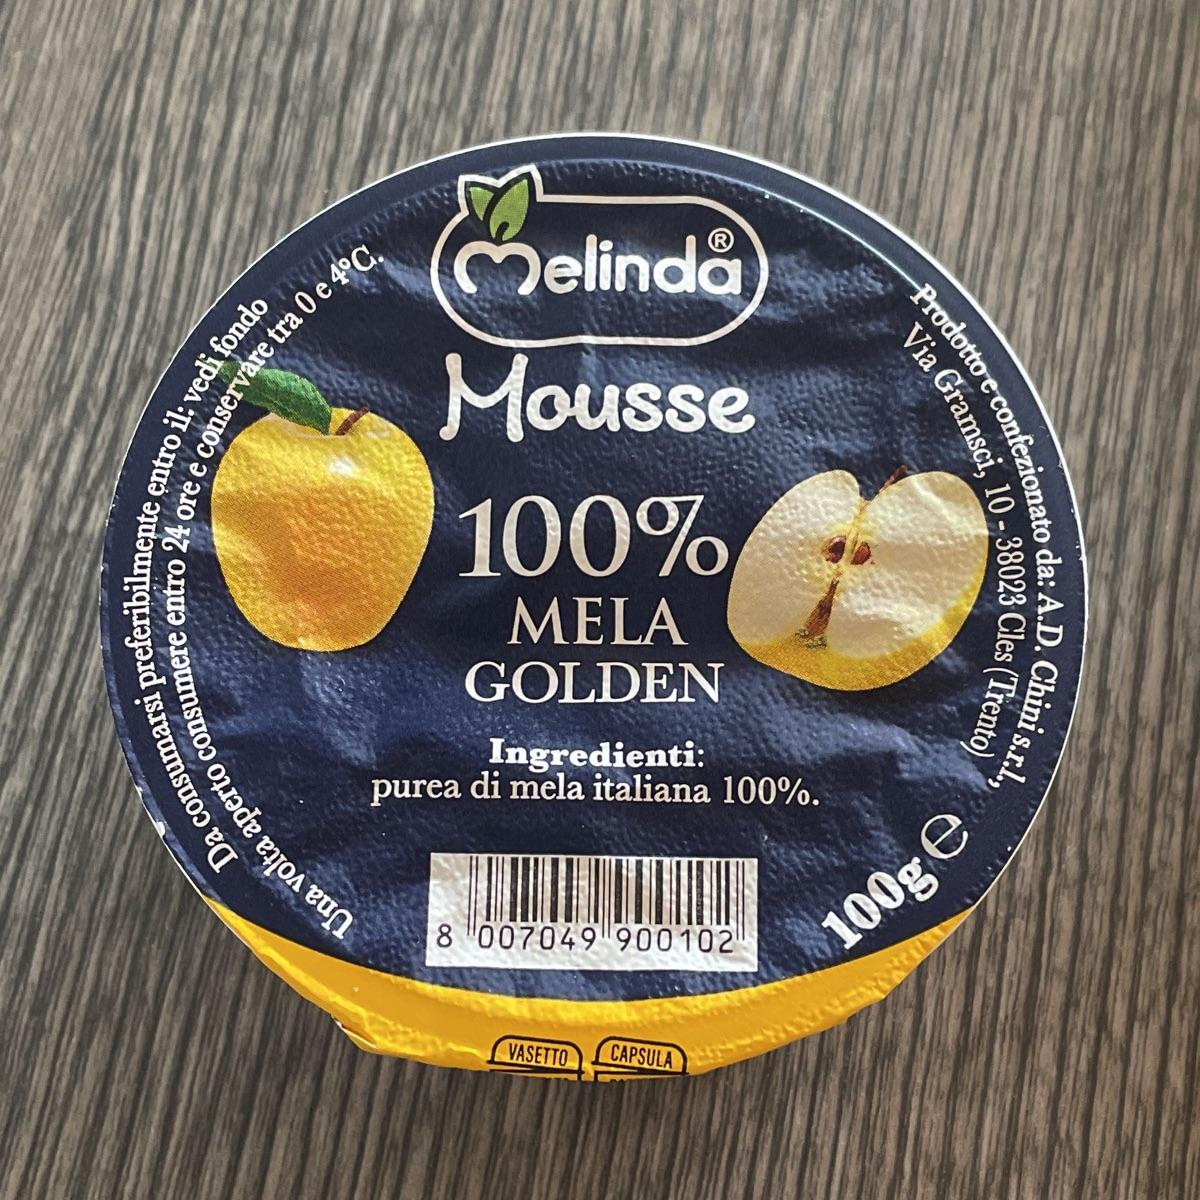 Melinda®
Mousse
100%
MELA
GOLDEN
Ingredienti:
purea di mela italiana 100%.
8 007049 900102
Da consumarsi preferibilmente entro il: vedi fondo
Una volta aperto consumere entro 24 ore e conservare tra 0 e 4°C.
Prodotto e confezionato da: A.D. Chini s.r.l.,
Via Gramsci, 10 - 38023 Cles (Trento)
100g e
VASETTO
CAPSULA